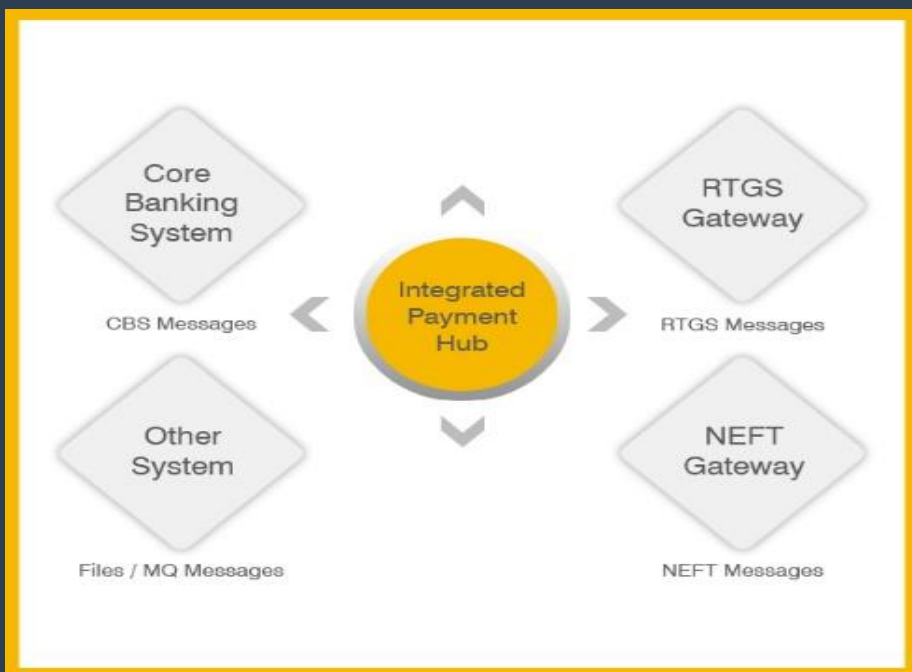 Core
Banking
System
CBS Messages
Other
System
Files / MQ Messages
Integrated
Payment
Hub
RTGS
Gateway
RTGS Messages
NEFT
Gateway
NEFT Messages